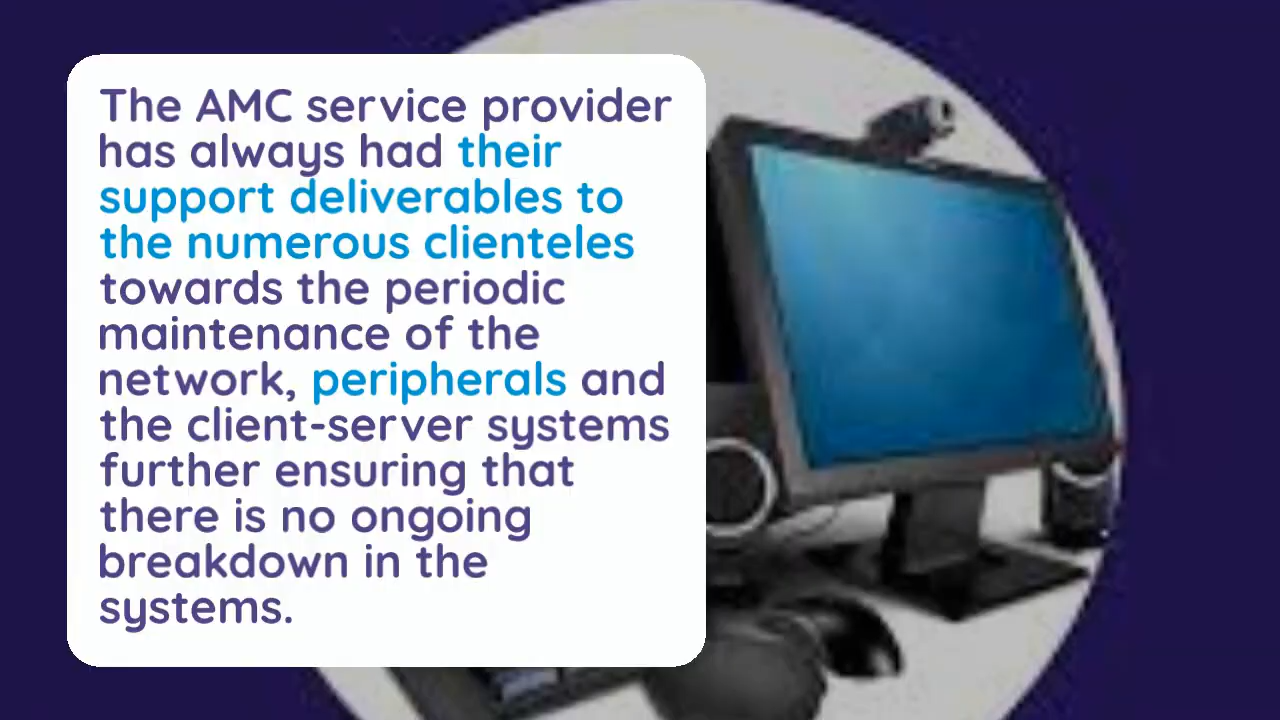 The AMC service provider
has always had their
support deliverables to
the numerous clienteles
towards the periodic
maintenance of the
network, peripherals and
the client-server systems
further ensuring that
there is no ongoing
breakdown in the
systems.